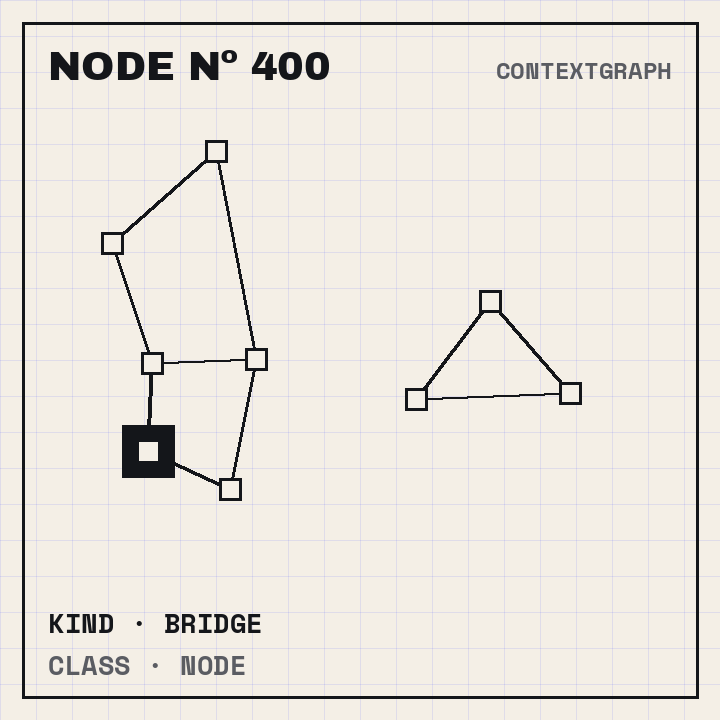 NODE Nº 400
CONTEXTGRAPH
KIND · BRIDGE
CLASS · NODE